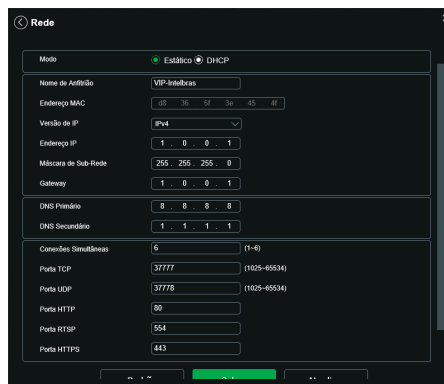 Rede
Modo Estático DHCP
Nome de Anfitrião VIP-Intelbras
Endereço MAC d0 36 5f 3e 45 4f
Versão de IP IPv4
Endereço IP 1 . 0 . 0 . 1
Máscara de Sub-Rede 255 . 255 . 255 . 0
Gateway 1 . 0 . 0 . 1
DNS Primário 8 . 8 . 8 . 8
DNS Secundário 1 . 1 . 1 . 1
Conexões Simultâneas 6 (1~6)
Porta TCP 37777 (1025~65534)
Porta UDP 37778 (1025~65534)
Porta HTTP 80
Porta RTSP 554
Porta HTTPS 443